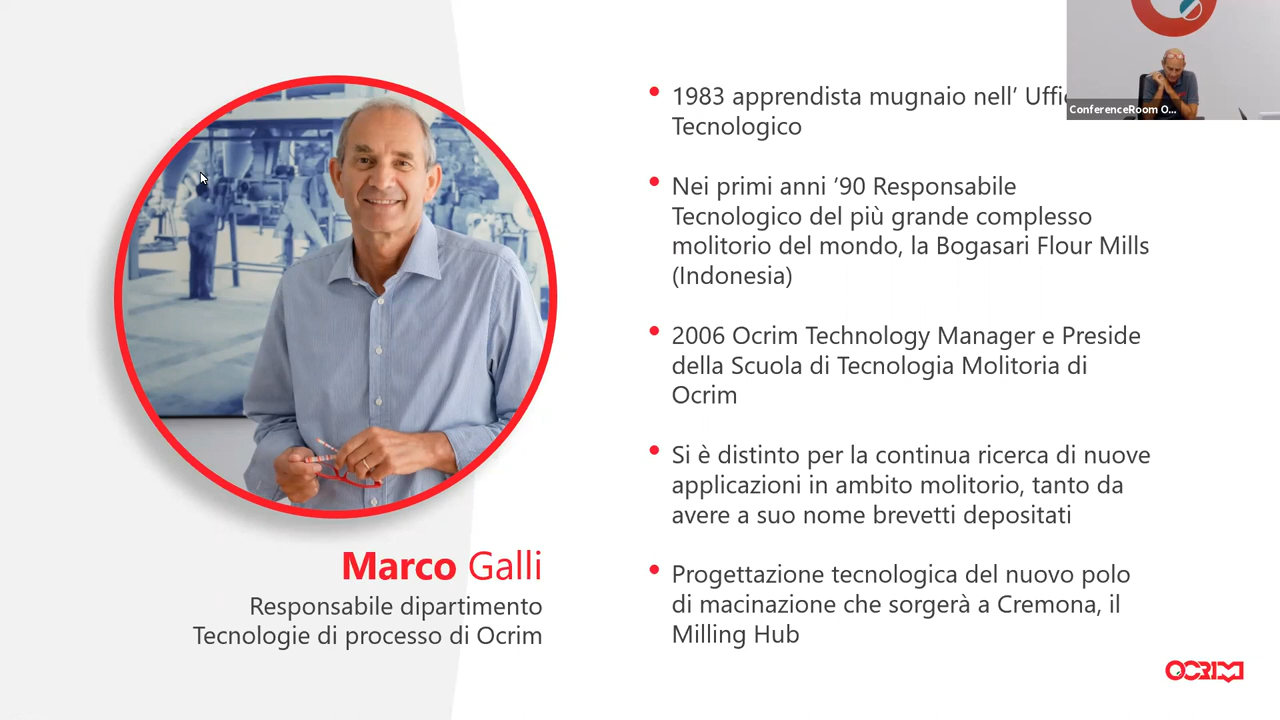 1983 apprendista mugnaio nell’
Tecnologico
Nei primi anni ’90 Responsabile
Tecnologico del più grande complesso
molitorio del mondo, la Bogasari Flour Mills
(Indonesia)
2006 Ocrim Technology Manager e Preside
della Scuola di Tecnologia Molitoria di
Ocrim
Si è distinto per la continua ricerca di nuove
applicazioni in ambito molitorio, tanto da
avere a suo nome brevetti depositati
Progettazione tecnologica del nuovo polo
di macinazione che sorgerà a Cremona, il
Milling Hub
Marco Galli
Responsabile dipartimento
Tecnologie di processo di Ocrim
ConferenceRoom O...
OCRIM